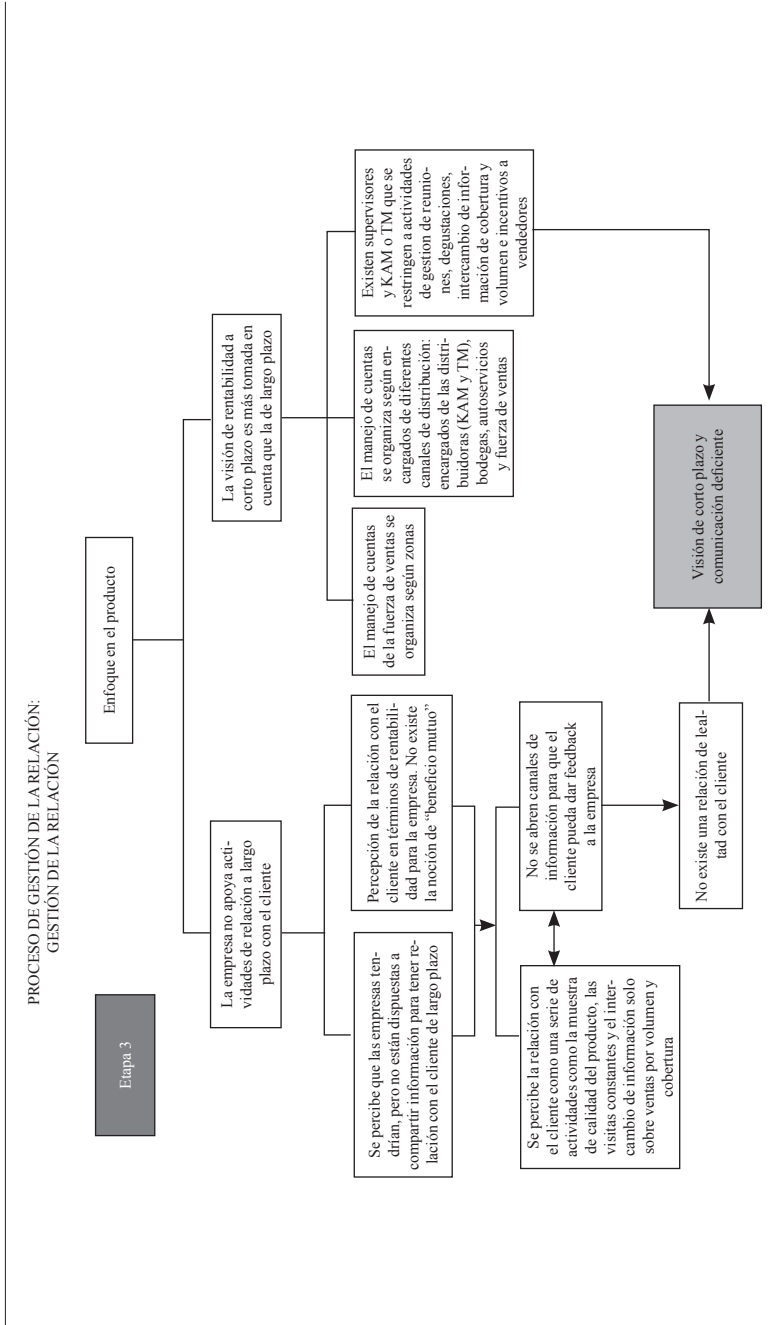 PROCESO DE GESTIÓN DE LA RELACIÓN:
GESTIÓN DE LA RELACIÓN
Etapa 3
Enfoque en el producto
La empresa no apoya acti-
vidades de relación a largo
plazo con el cliente
La visión de rentabilidad a
corto plazo es más tomada en
cuenta que la de largo plazo
Se percibe que las empresas ten-
drían, pero no están dispuestas a
compartir información para tener re-
lación con el cliente de largo plazo
Percepción de la relación con el
cliente en términos de rentabili-
dad para la empresa. No existe
la noción de “beneficio mutuo”
El manejo de cuentas
de la fuerza de ventas se
organiza según zonas
El manejo de cuentas
se organiza según en-
cargados de diferentes
canales de distribución:
encargados de las distri-
buidoras (KAM y TM),
bodegas, autoservicios
y fuerza de ventas
Existen supervisores
y KAM o TM que se
restringen a actividades
de gestion de reunio-
nes, degustaciones,
intercambio de infor-
mación de cobertura y
volumen e incentivos a
vendedores
Se percibe la relación con
el cliente como una serie de
actividades como la muestra
de calidad del producto, las
visitas constantes y el inter-
cambio de información solo
sobre ventas por volumen y
cobertura
No se abren canales de
información para que el
cliente pueda dar feedback
a la empresa
No existe una relación de leal-
tad con el cliente
Visión de corto plazo y
comunicación deficiente